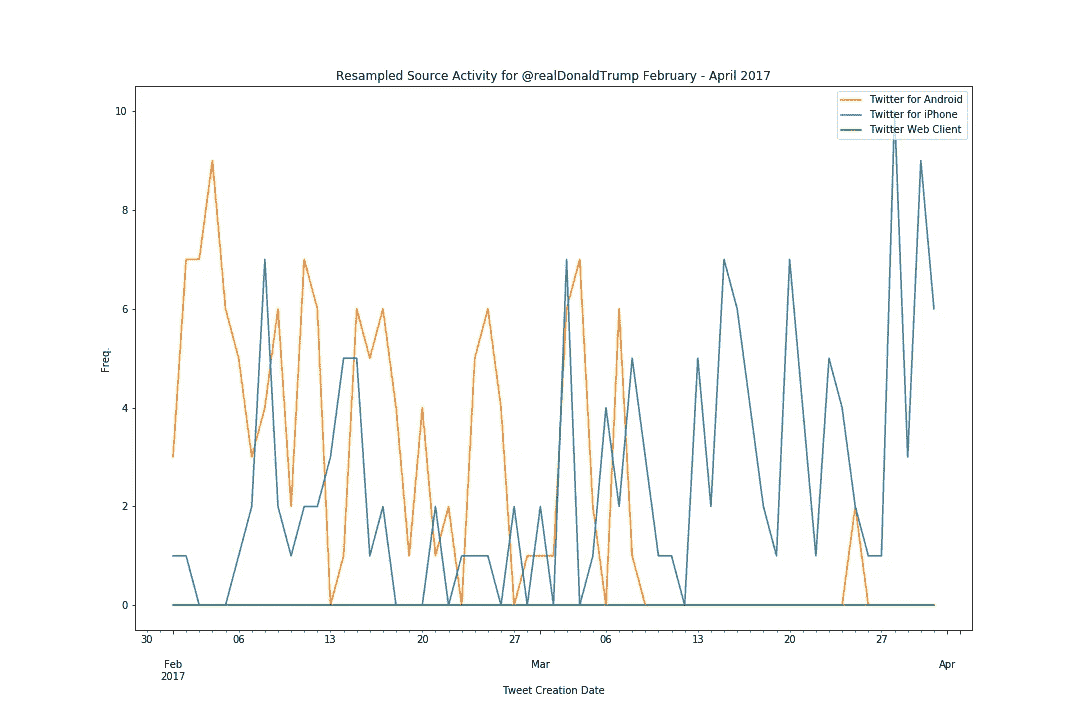 Resampled Source Activity for @realDonaldTrump February - April 2017
Twitter for Android
Twitter for iPhone
Twitter Web Client
10
8
6
4
2
0
Freq.
30 06 13 20 27 06 13 20 27
Feb Mar Apr
2017
Tweet Creation Date